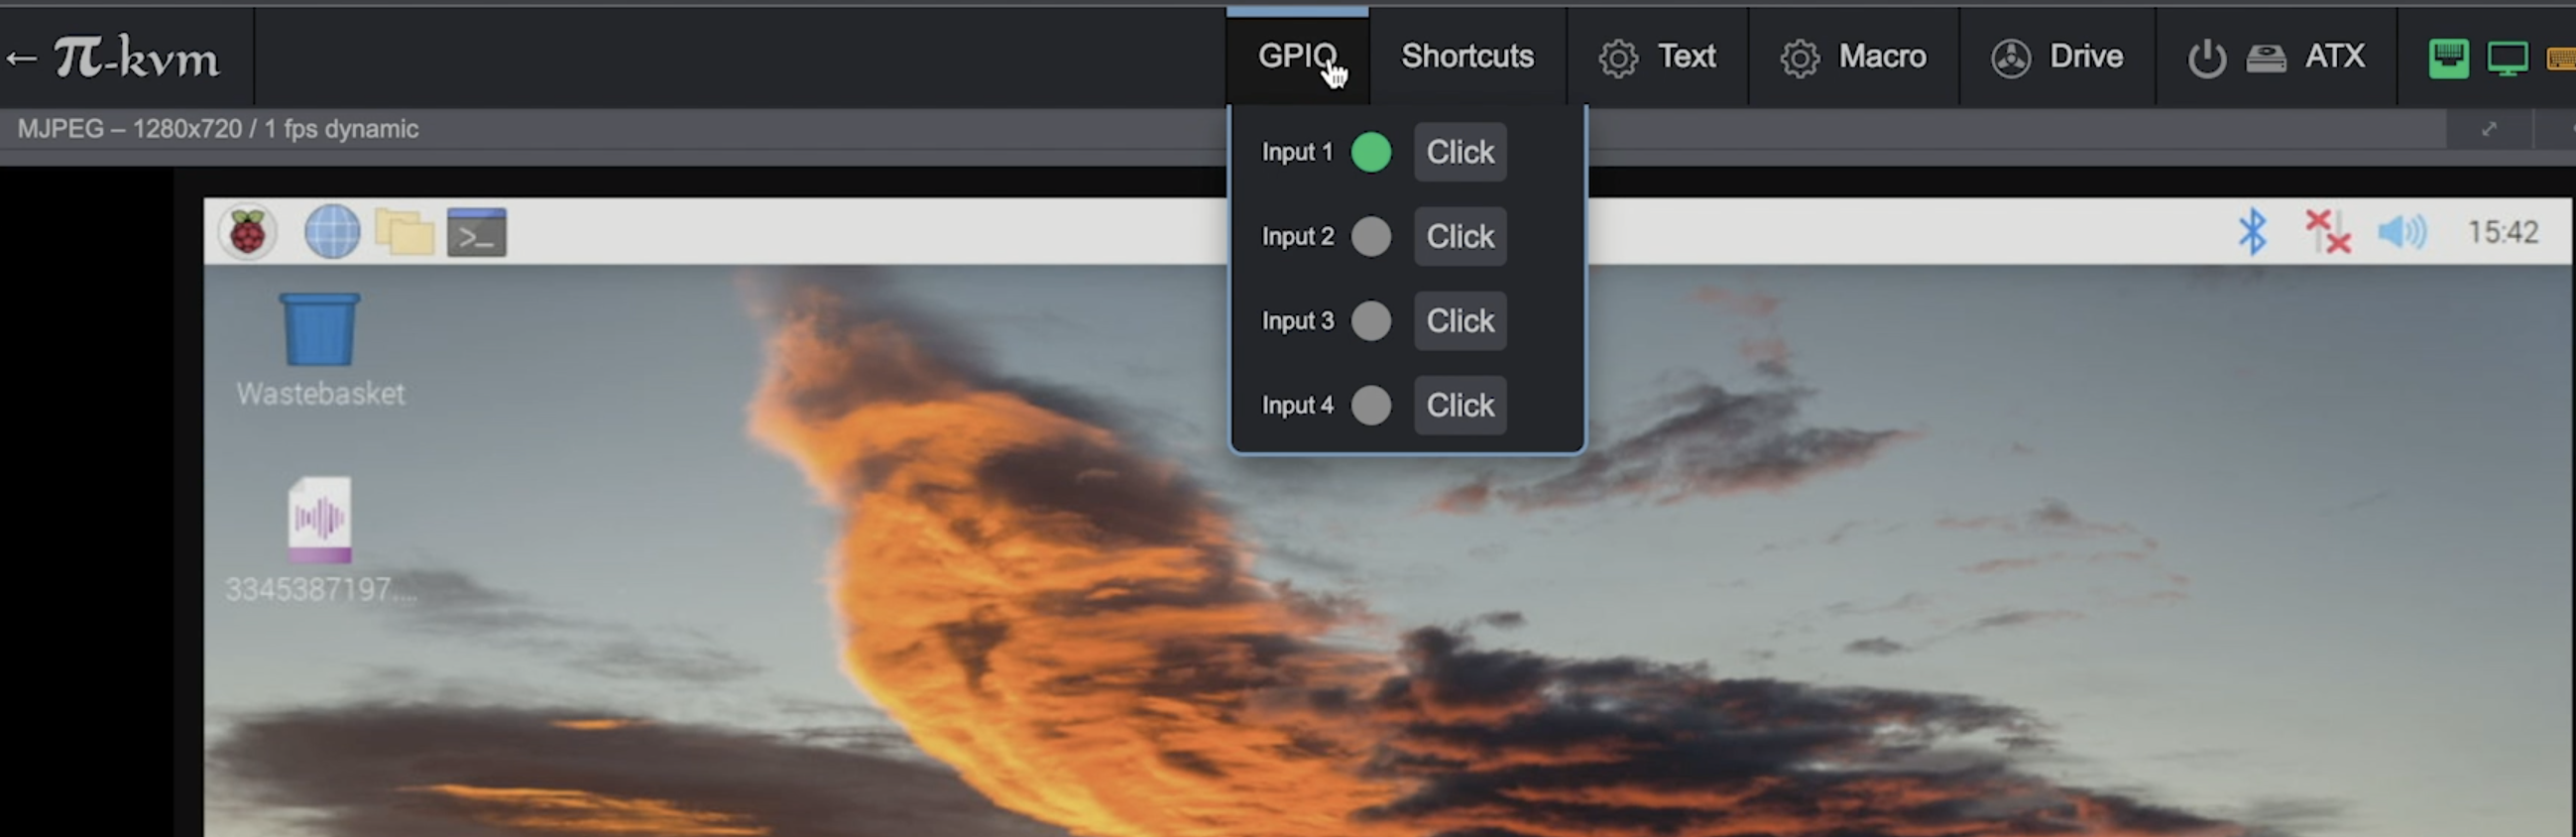 ← π-kvm
GPIO Shortcuts Text Macro Drive ATX
MJPEG – 1280x720 / 1 fps dynamic
Input 1 Click
Input 2 Click
Input 3 Click
Input 4 Click
>_ 15:42
Wastebasket
3345387197....